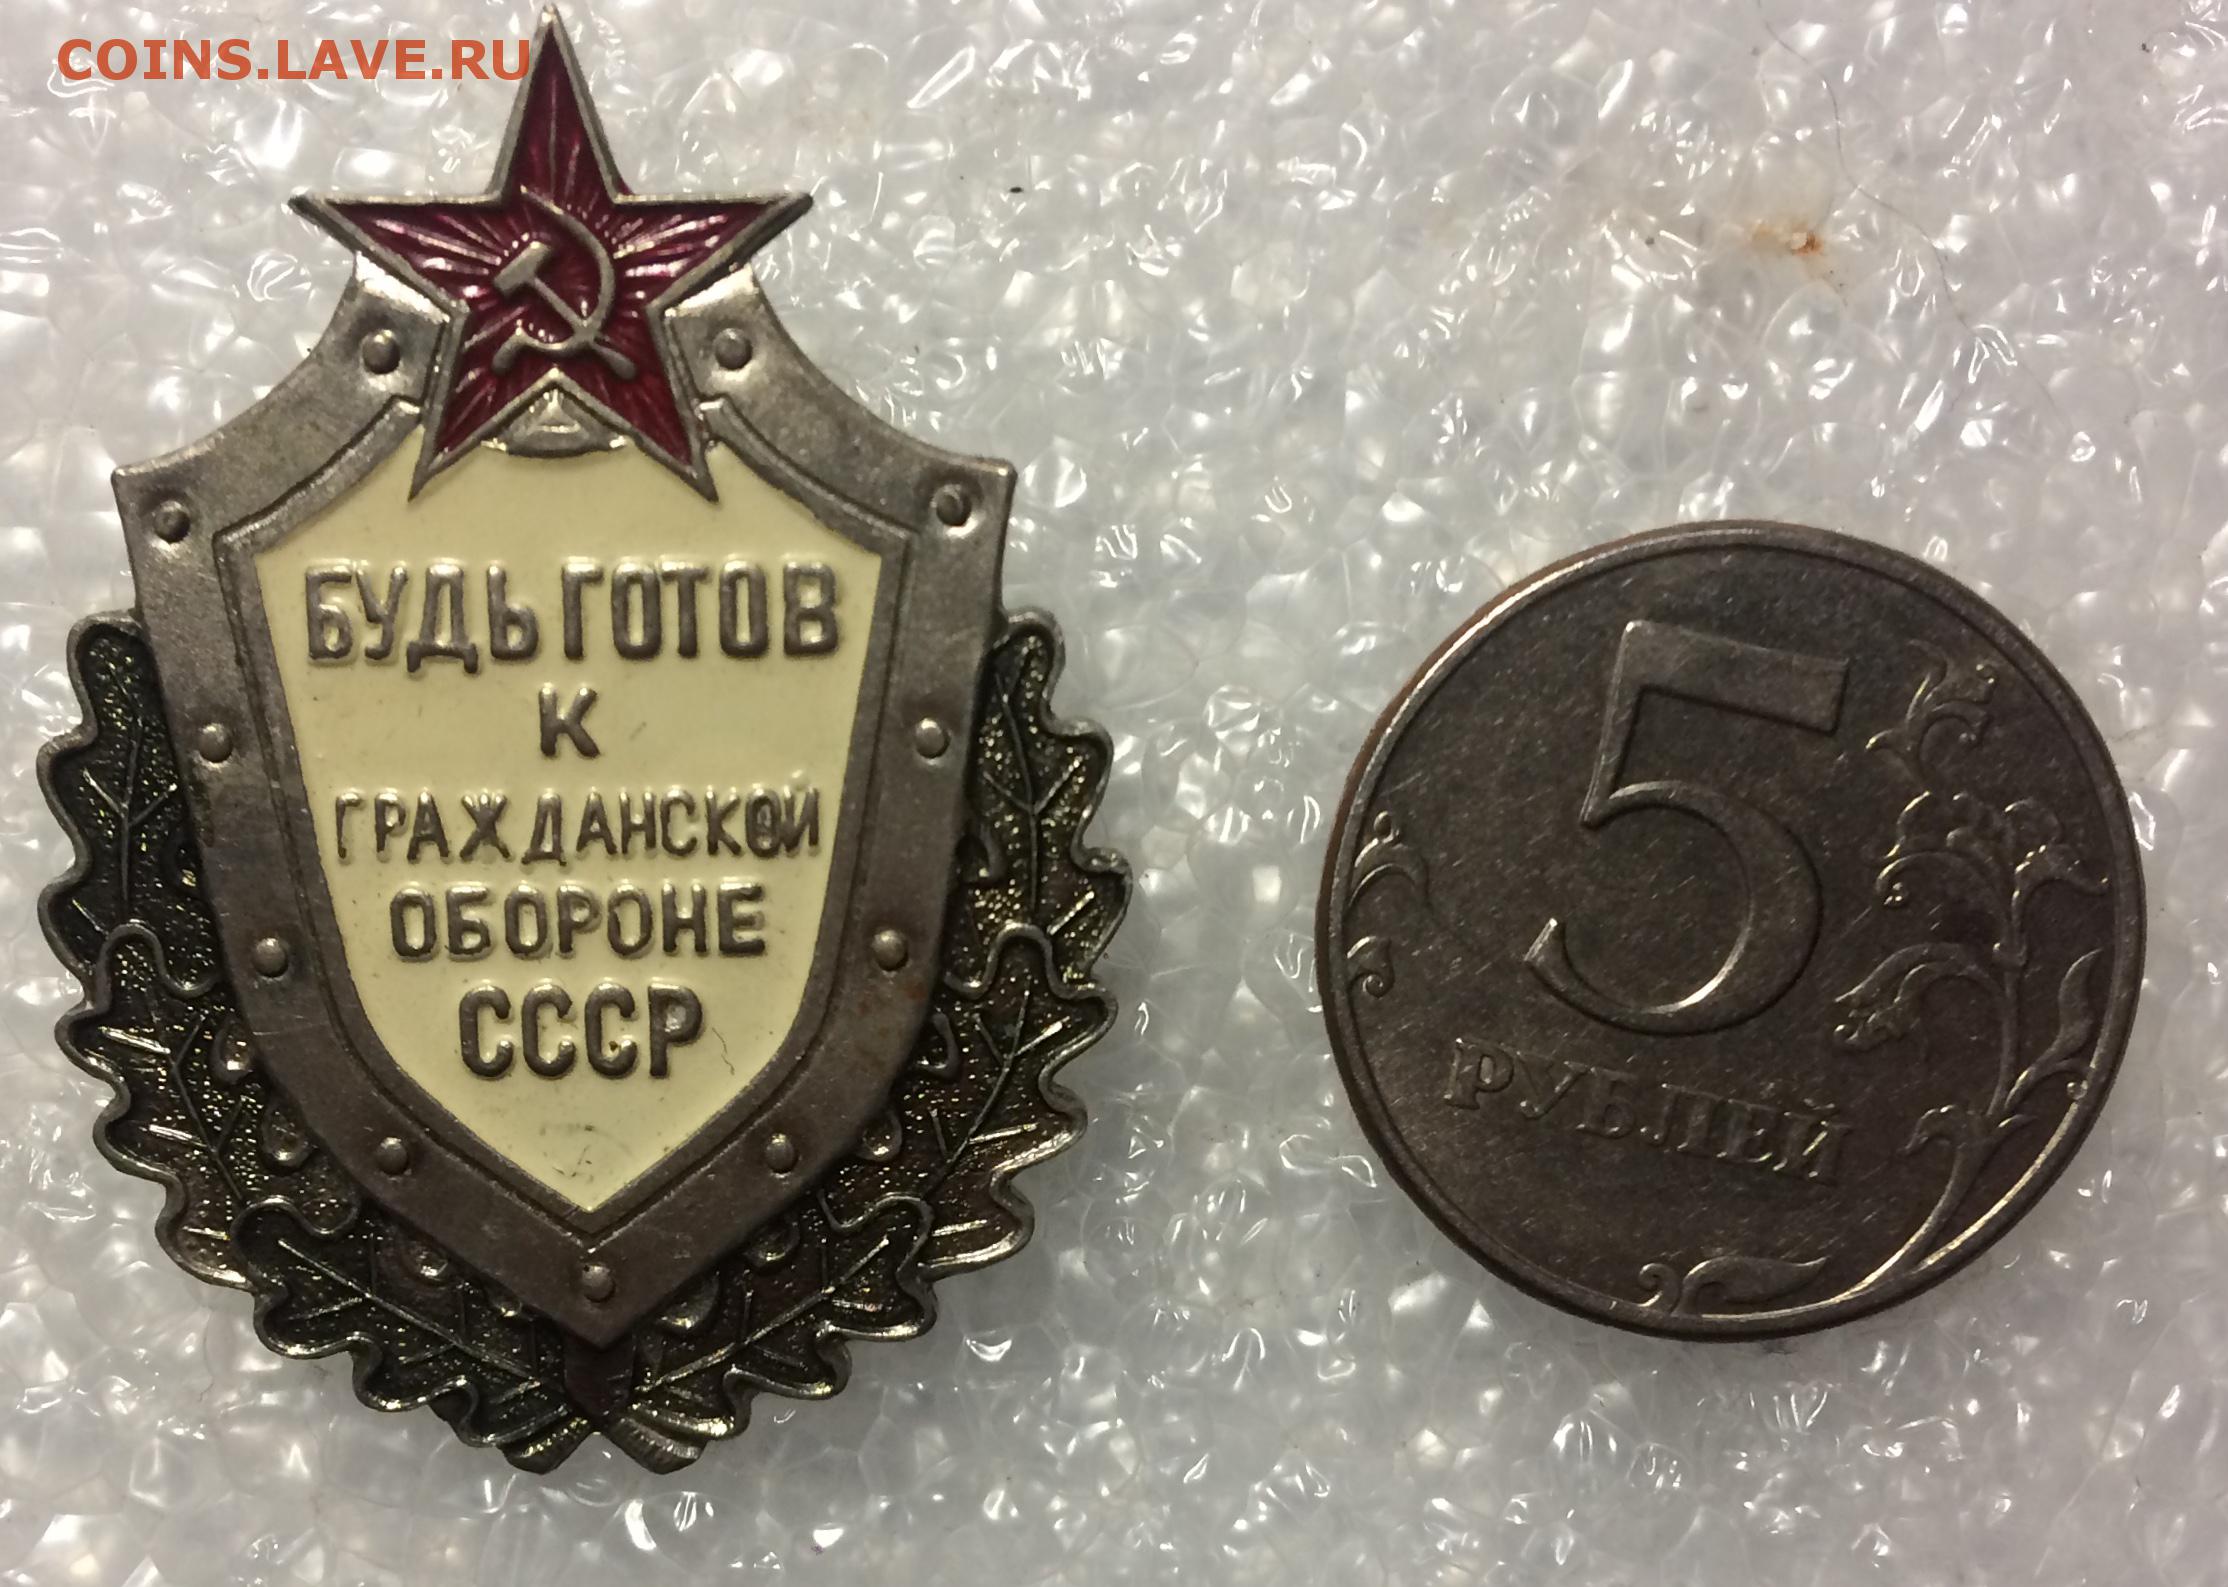 COINS.LAVE.RU
БУДЬ ГОТОВ
К
ГРАЖДАНСКОЙ
ОБОРОНЕ
СССР
5
РУБЛЕЙ